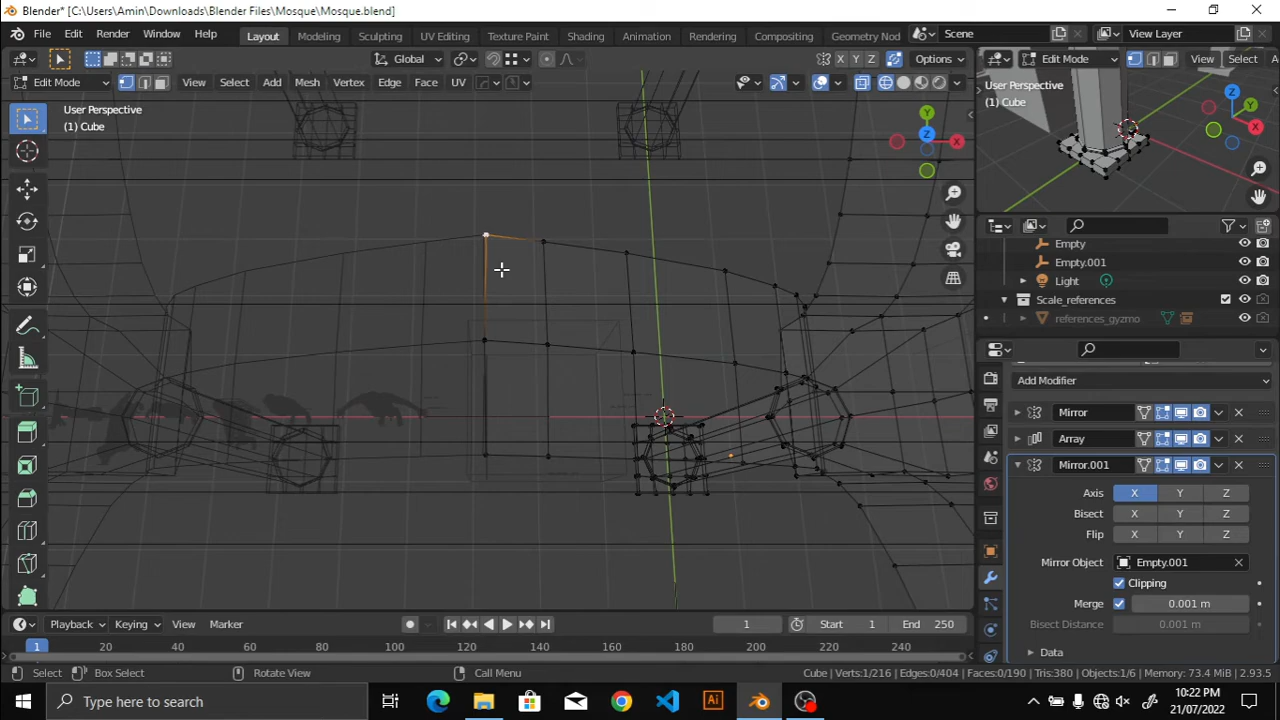 Blender* [C:\Users\Amin\Downloads\Blender Files\Mosque\Mosque.blend]
File Edit Render Window Help Layout Modeling Sculpting UV Editing Texture Paint Shading Animation Rendering Compositing Geometry Nod Scene View Layer
Global X Y Z Options
Edit Mode View Select Add Mesh Vertex Edge Face UV
Edit Mode View Select
User Perspective
(1) Cube
User Perspective
(1) Cube
Y
Z
X
Z
Y
X
Empty
Empty.001
Light
Scale_references
references_gyzmo
Add Modifier
Mirror
Array
Mirror.001
Axis X Y Z
Bisect X Y Z
Flip X Y Z
Mirror Object Empty.001
Clipping
Merge 0.001 m
Bisect Distance 0.001 m
Data
Playback Keying View Marker 1 Start 1 End 250
1 20 40 60 80 100 120 140 160 180 200 220 240
Select Box Select Rotate View Call Menu Cube | Verts:1/216 | Edges:0/404 | Faces:0/190 | Tris:380 | Objects:1/6 | Memory: 73.4 MiB | 2.93.5
Type here to search
Ai
10:22 PM
21/07/2022